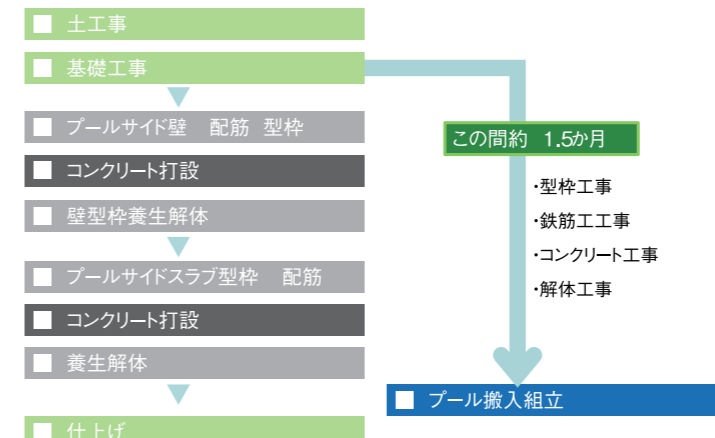 土工事
基礎工事
プールサイド壁 配筋 型枠
コンクリート打設
壁型枠養生解体
プールサイドスラブ型枠 配筋
コンクリート打設
養生解体
仕上げ
この間約 1.5か月
・型枠工事
・鉄筋工工事
・コンクリート工事
・解体工事
プール搬入組立